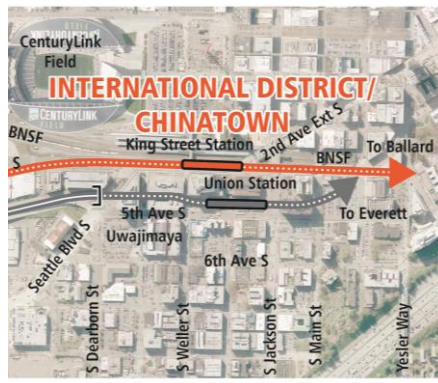 CenturyLink
Field
CENTURYLINK
FIELD
INTERNATIONAL DISTRICT/
CHINATOWN
BNSF
King Street Station
2nd Ave Ext S
BNSF
To Ballard
S
Union Station
5th Ave S
To Everett
Uwajimaya
Seattle Blvd S
6th Ave S
S Dearborn St
S Weller St
S Jackson St
S Main St
Yesler Way